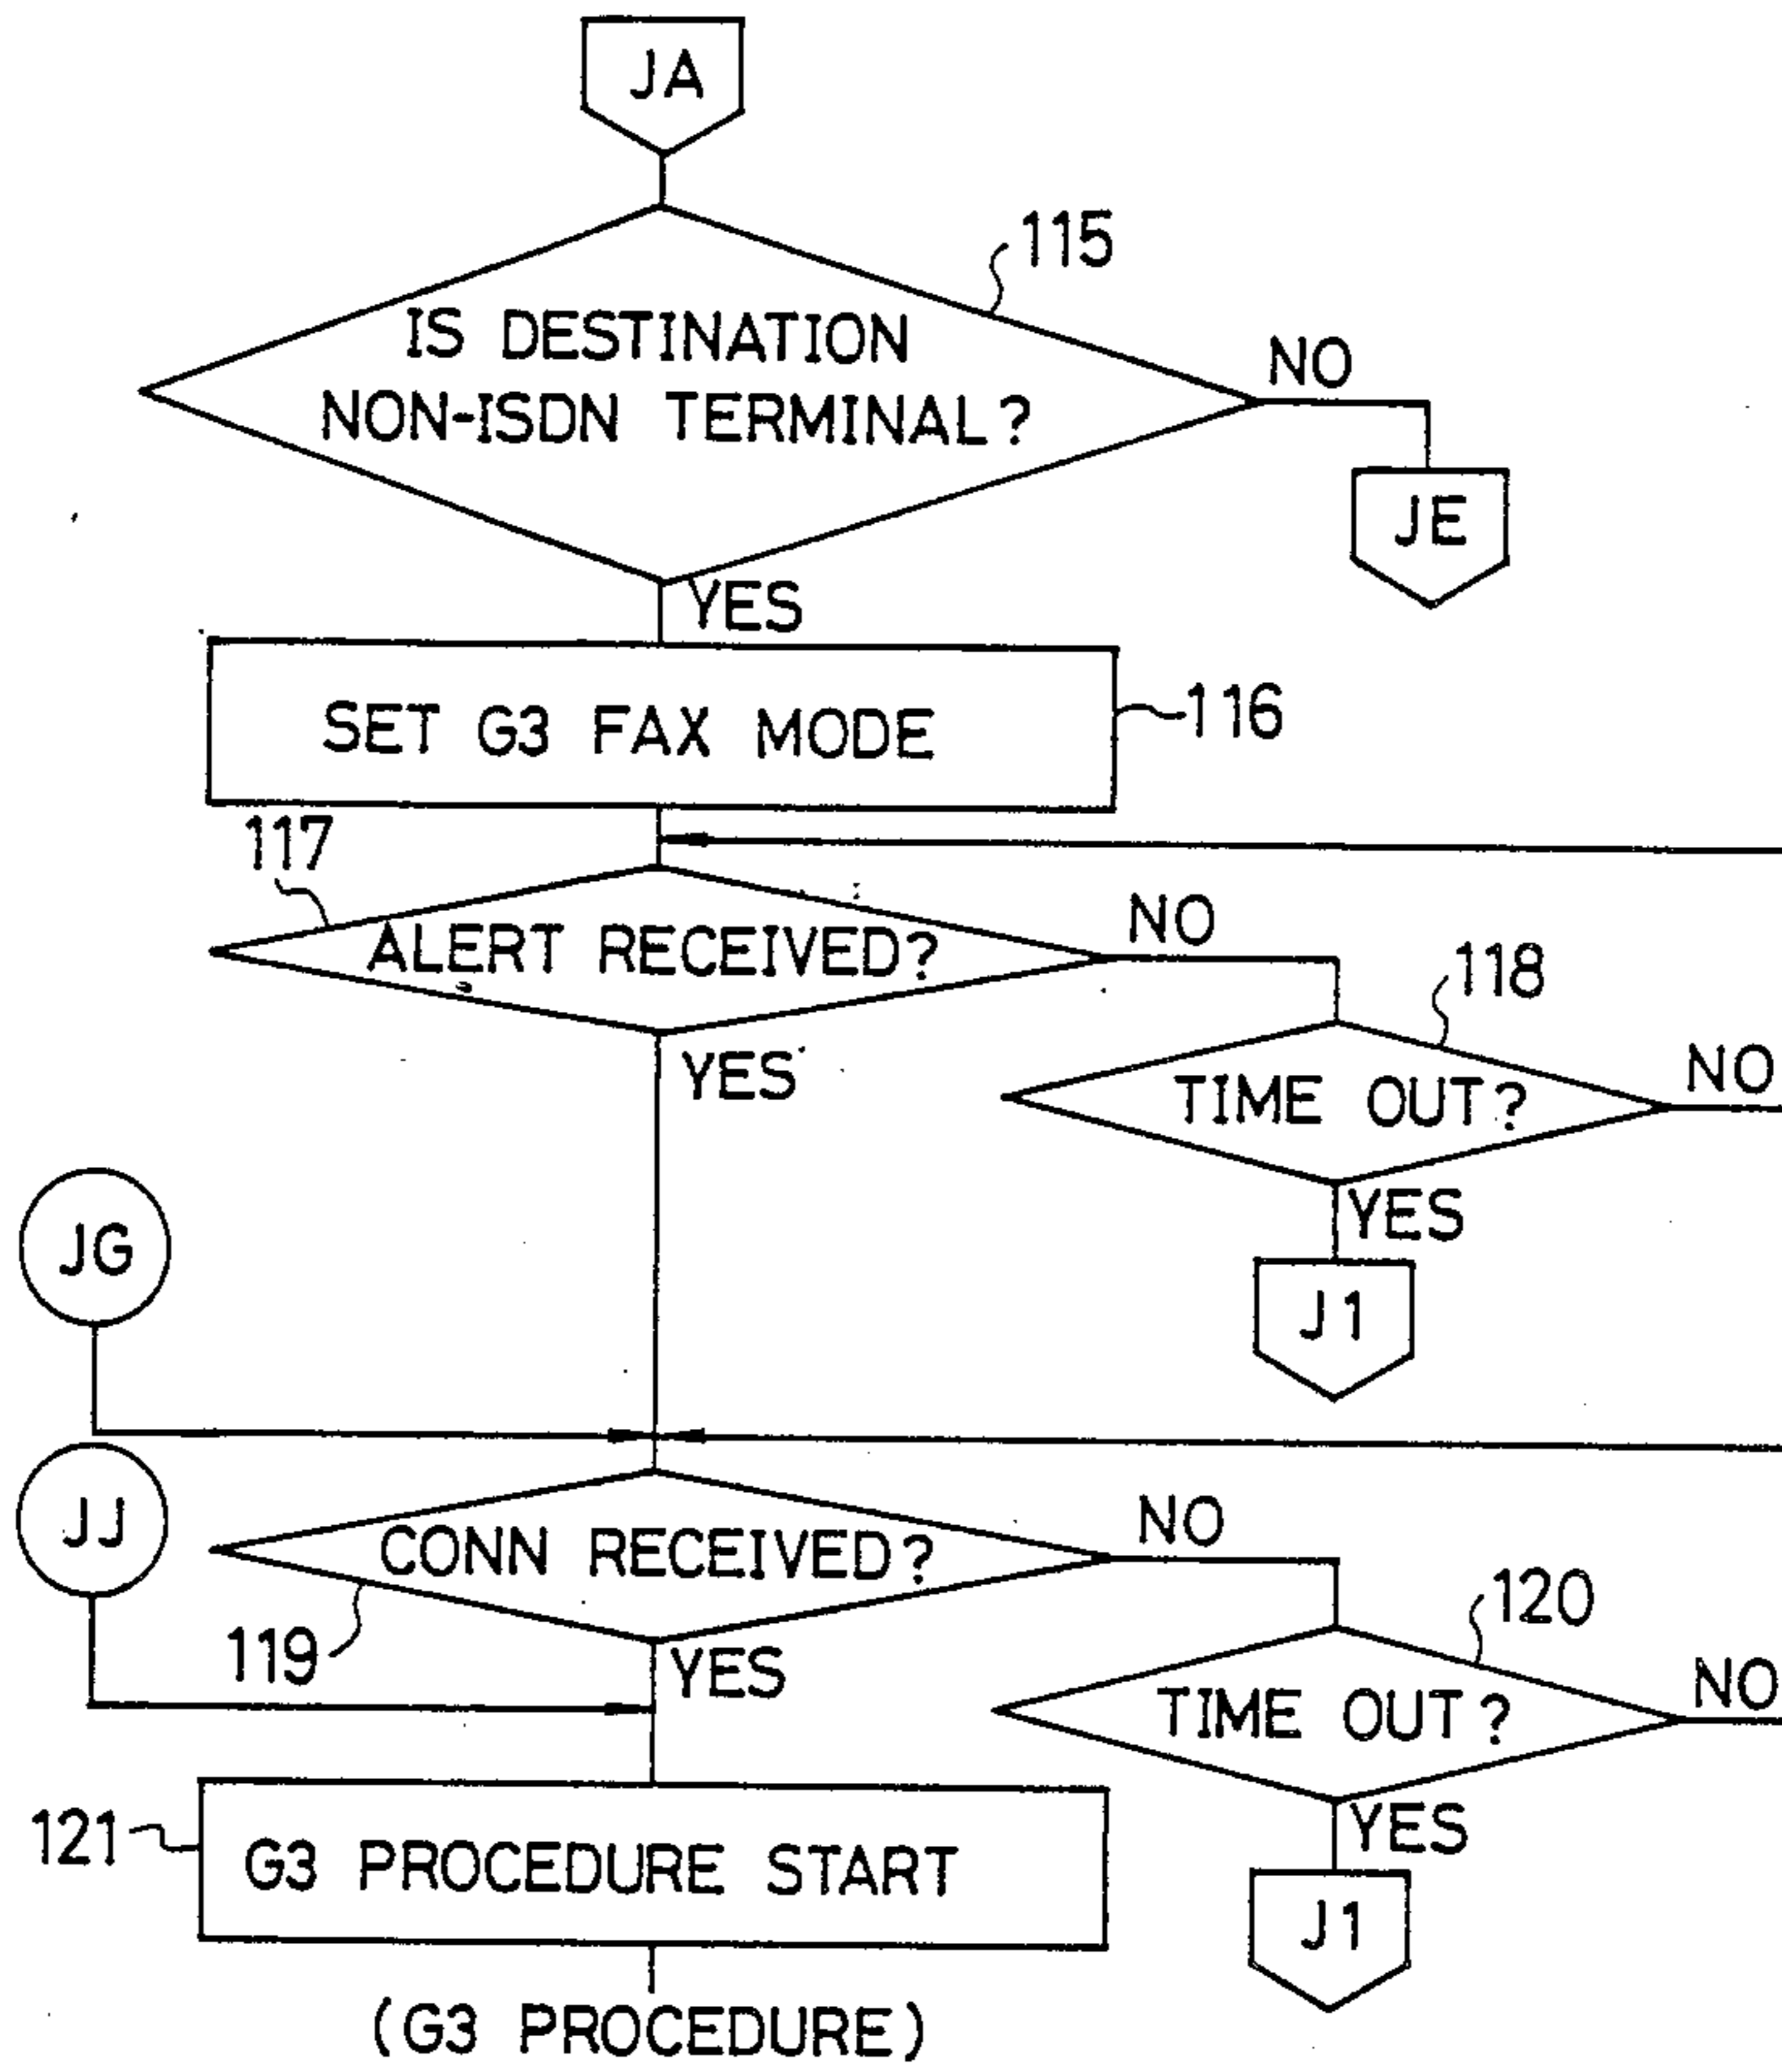 JA
115
IS DESTINATION
NON-ISDN TERMINAL?
NO
JE
YES
SET G3 FAX MODE
116
117
ALERT RECEIVED?
NO
118
YES
TIME OUT?
NO
YES
JG
J1
JJ
CONN RECEIVED?
NO
120
119
YES
TIME OUT?
NO
121
G3 PROCEDURE START
YES
J1
(G3 PROCEDURE)